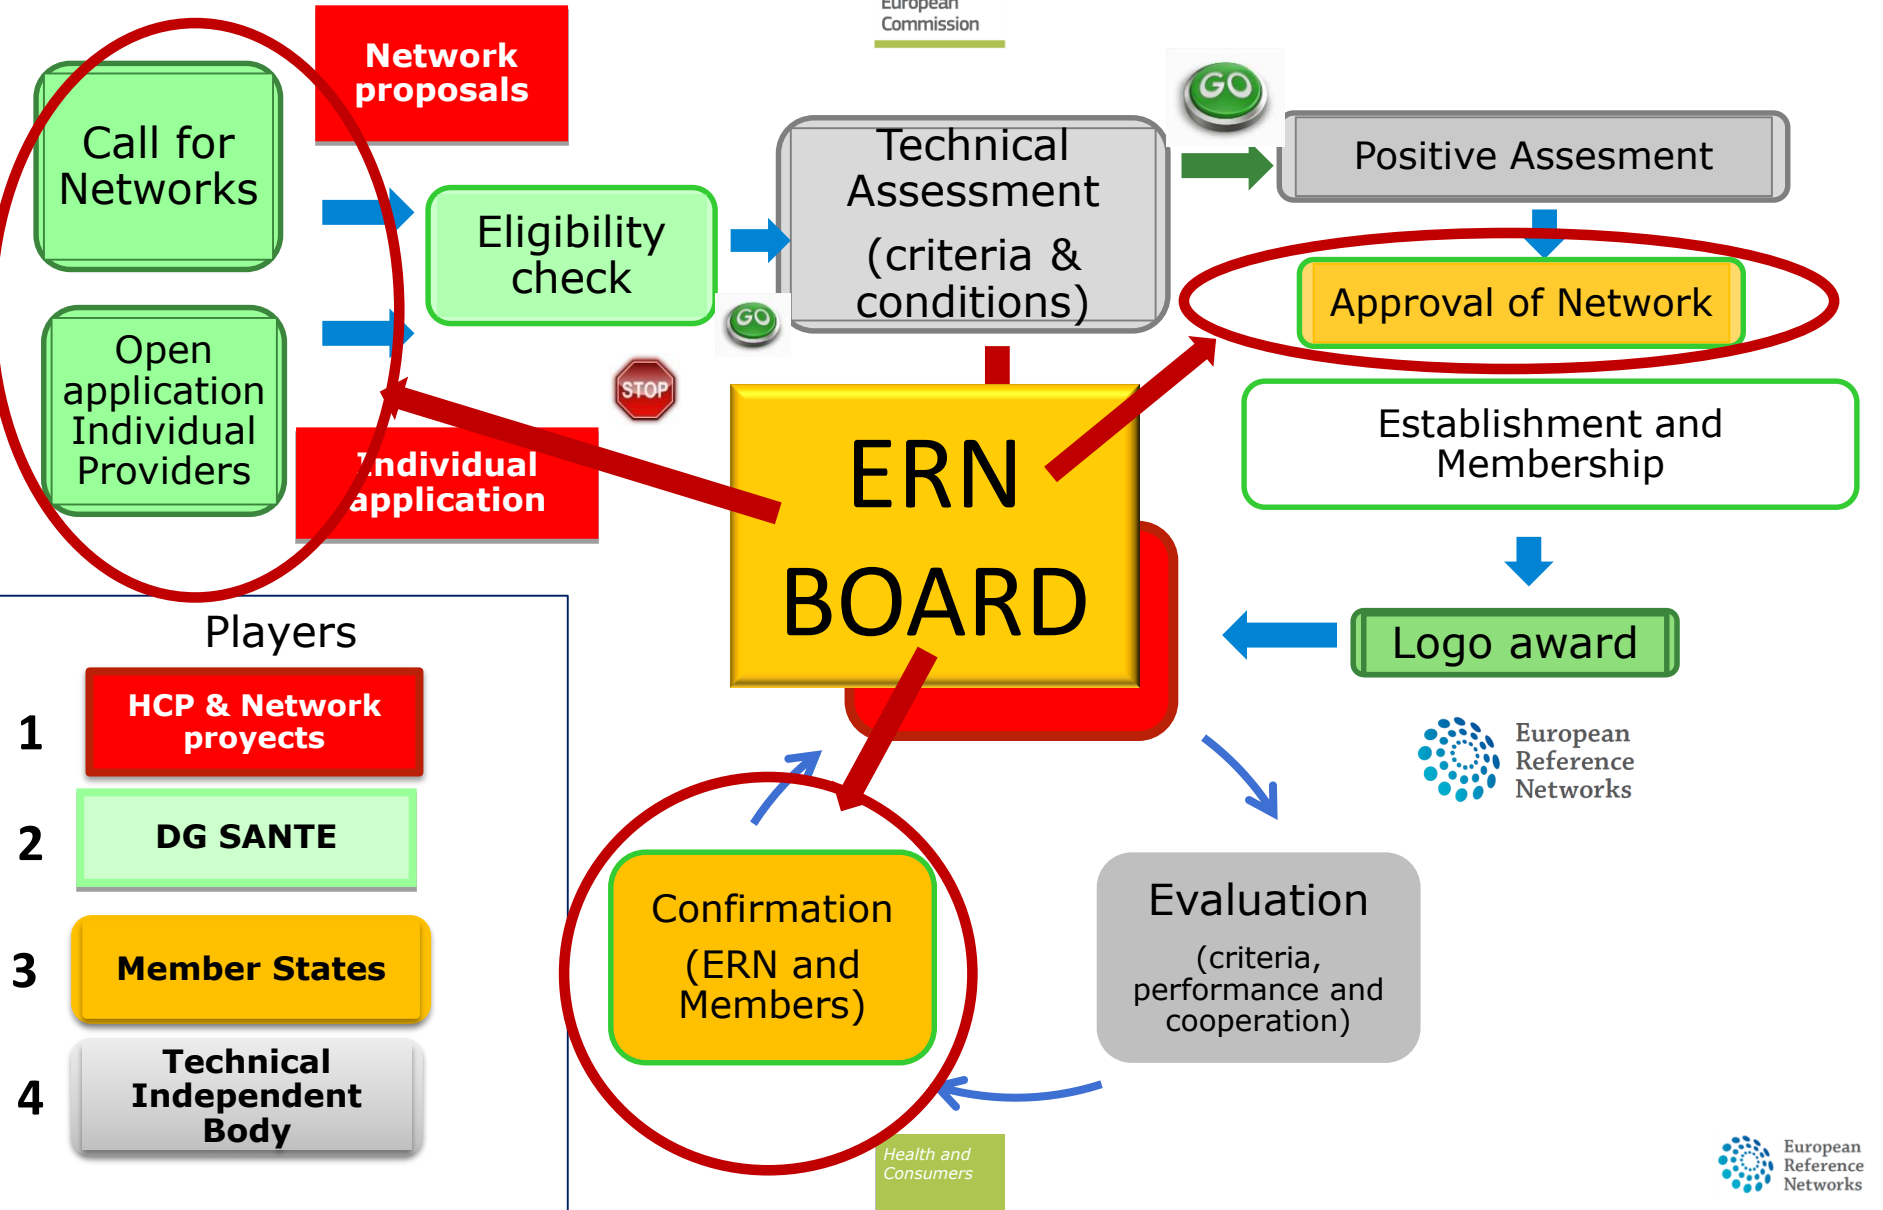 European
Commission
Network
proposals
Call for
Networks
GO
Technical
Assessment
(criteria &
conditions)
Positive Assesment
Eligibility
check
GO
Approval of Network
Open
application
Individual
Providers
STOP
Individual
application
ERN
BOARD
Establishment and
Membership
Logo award
European
Reference
Networks
Players
1
HCP & Network
proyects
2
DG SANTE
3
Member States
4
Technical
Independent
Body
Confirmation
(ERN and
Members)
Evaluation
(criteria,
performance and
cooperation)
Health and
Consumers
European
Reference
Networks